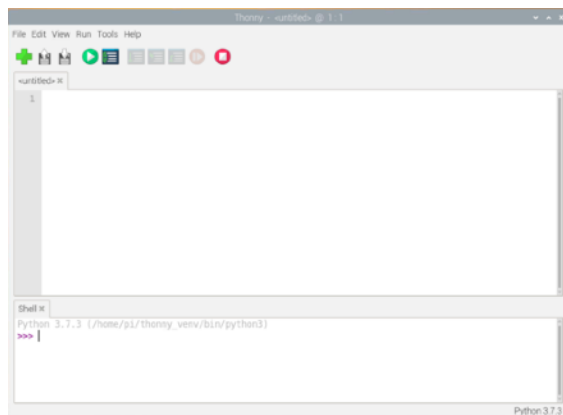 Thonny - <untitled> @ 1:1
File Edit View Run Tools Help
<untitled> ×
1
Shell ×
Python 3.7.3 (/home/pi/thonny_venv/bin/python3)
>>>
Python 3.7.3